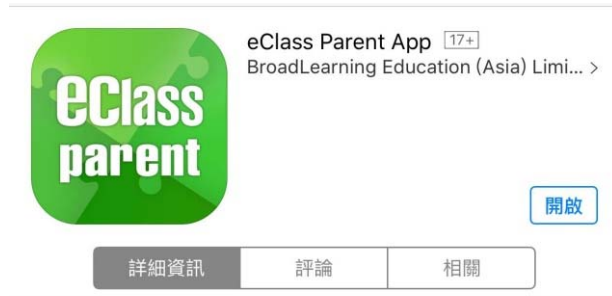 eClass Parent App 17+
BroadLearning Education (Asia) Limi... >
eClass
parent
開啟
詳細資訊 評論 相關